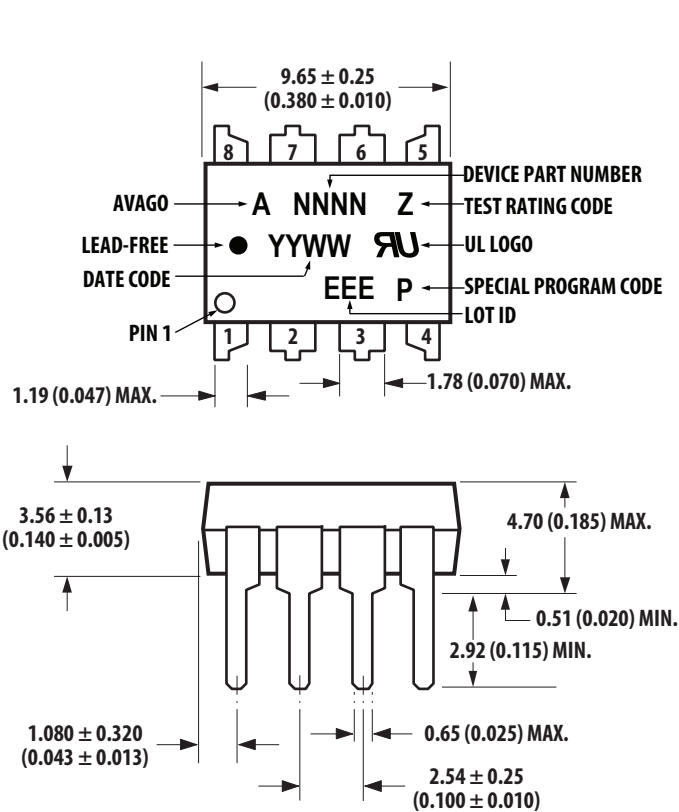 9.65 ± 0.25
(0.380 ± 0.010)
8 7 6 5
DEVICE PART NUMBER
AVAGO A NNNN Z TEST RATING CODE
LEAD-FREE YYWW UL LOGO
DATE CODE
EEE P SPECIAL PROGRAM CODE
LOT ID
PIN 1
1 2 3 4
1.78 (0.070) MAX.
1.19 (0.047) MAX.
3.56 ± 0.13
(0.140 ± 0.005)
4.70 (0.185) MAX.
0.51 (0.020) MIN.
2.92 (0.115) MIN.
1.080 ± 0.320
(0.043 ± 0.013)
0.65 (0.025) MAX.
2.54 ± 0.25
(0.100 ± 0.010)